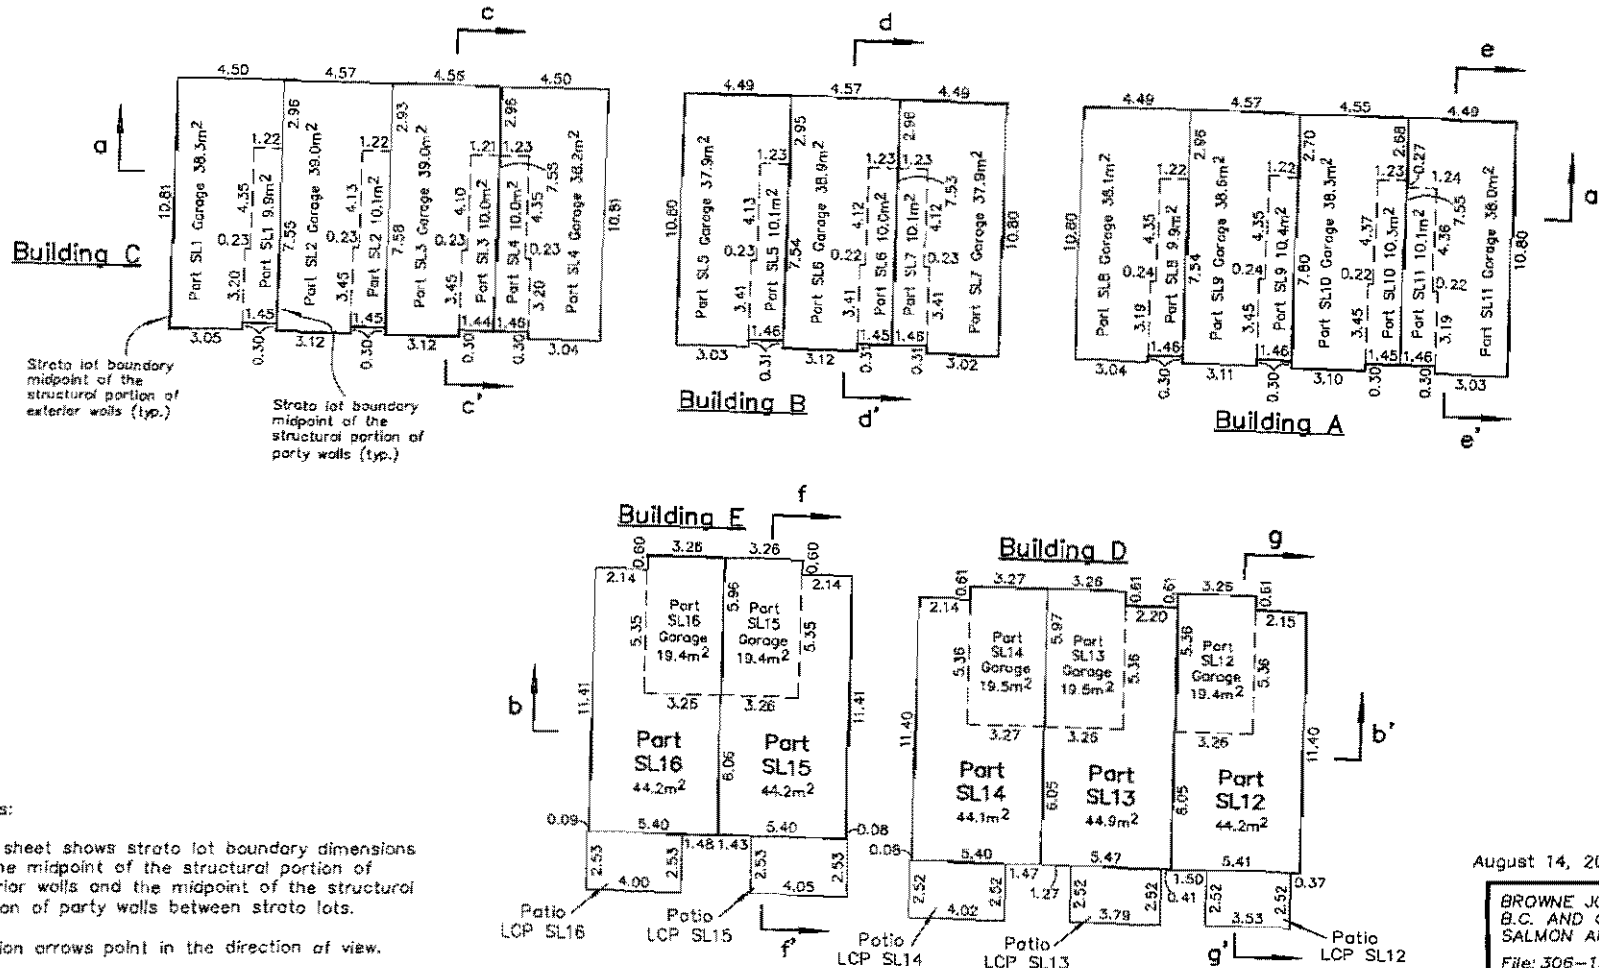 c
4.50
4.57
4.56
4.50
a
10.81
Part SL1 Garage 38.3m²
4.35
1.22
0.23
3.20
Part SL1 9.9m²
2.96
7.55
Part SL2 Garage 39.0m²
1.22
4.13
0.23
3.45
Part SL2 10.1m²
2.93
7.58
Part SL3 Garage 39.0m²
1.21
4.10
0.23
3.45
Part SL3 10.0m²
2.96
1.23
7.55
Part SL4 10.0m²
4.35
0.23
3.20
Part SL4 Garage 38.2m²
10.81
Building C
3.05
1.45
0.30
3.12
1.45
0.30
3.12
1.44
0.30
1.46
0.30
3.04
c'
Strata lot boundary
midpoint of the
structural portion of
exterior walls (typ.)
Strata lot boundary
midpoint of the
structural portion of
party walls (typ.)
d
4.49
4.57
4.49
10.80
Part SL5 Garage 37.9m²
1.23
4.13
0.23
3.41
Part SL5 10.1m²
2.95
7.54
Part SL6 Garage 38.9m²
1.23
4.12
0.22
3.41
Part SL6 10.0m²
2.96
1.23
7.53
Part SL7 10.1m²
4.12
0.23
3.41
Part SL7 Garage 37.9m²
10.80
3.03
1.46
0.31
3.12
1.45
0.31
1.46
0.31
3.02
Building B
d'
e
4.49
4.57
4.55
4.49
a
10.80
Part SL8 Garage 38.1m²
1.22
4.35
0.24
3.19
Part SL8 9.9m²
2.96
7.54
Part SL9 Garage 38.6m²
1.22
4.35
0.24
3.45
Part SL9 10.4m²
2.70
7.80
Part SL10 Garage 38.3m²
1.23
4.37
0.22
3.45
Part SL10 10.3m²
2.68
0.27
1.24
7.55
Part SL11 10.1m²
4.36
0.22
3.19
Part SL11 Garage 38.0m²
10.80
3.04
1.46
0.30
3.11
1.46
0.30
3.10
1.45
0.30
1.46
0.30
3.03
Building A
e'
Building E
f
0.60
3.26
3.26
0.60
2.14
2.14
Part
SL16
Garage
19.4m²
Part
SL15
Garage
19.4m²
5.35
5.96
5.35
3.25
3.26
b
11.41
11.41
Part
SL16
44.2m²
6.06
Part
SL15
44.2m²
0.09
5.40
5.40
0.08
2.53
2.53
1.48
1.43
2.53
2.53
4.00
4.05
Patio
LCP SL16
Patio
LCP SL15
f'
Building D
g
0.61
3.27
3.26
0.61
0.61
3.26
0.61
2.14
2.20
2.15
Part
SL14
Garage
19.5m²
Part
SL13
Garage
19.5m²
Part
SL12
Garage
19.4m²
5.36
5.97
5.36
5.36
5.36
3.27
3.26
3.26
11.40
11.40
b'
Part
SL14
44.1m²
6.05
Part
SL13
44.9m²
6.05
Part
SL12
44.2m²
0.08
5.40
5.47
5.41
0.37
2.52
2.52
1.47
1.27
2.52
2.52
1.50
0.41
2.52
2.52
4.02
3.79
3.53
Patio
LCP SL14
Patio
LCP SL13
Patio
LCP SL12
g'
s:
sheet shows strata lot boundary dimensions
he midpoint of the structural portion of
rior walls and the midpoint of the structural
on of party walls between strata lots.
ion arrows point in the direction of view.
August 14, 20
BROWNE JO
B.C. AND C
SALMON A
File: 306-1